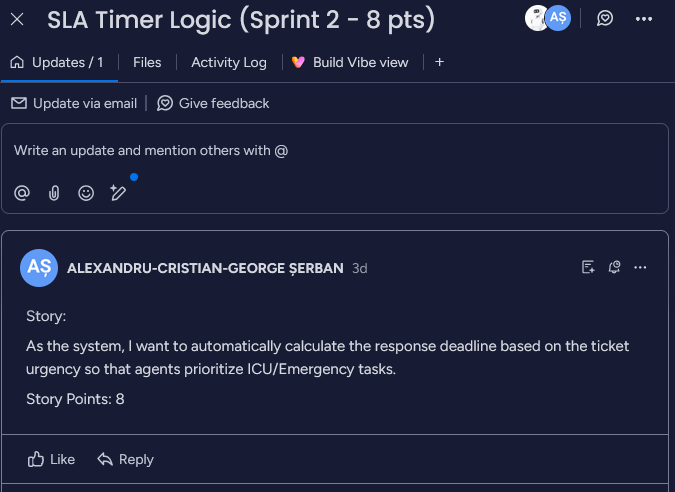 SLA Timer Logic (Sprint 2 - 8 pts)
AȘ
Updates / 1
Files
Activity Log
Build Vibe view
+
Update via email
Give feedback
Write an update and mention others with @
AȘ
ALEXANDRU-CRISTIAN-GEORGE ȘERBAN 3d
Story:
As the system, I want to automatically calculate the response deadline based on the ticket
urgency so that agents prioritize ICU/Emergency tasks.
Story Points: 8
Like
Reply